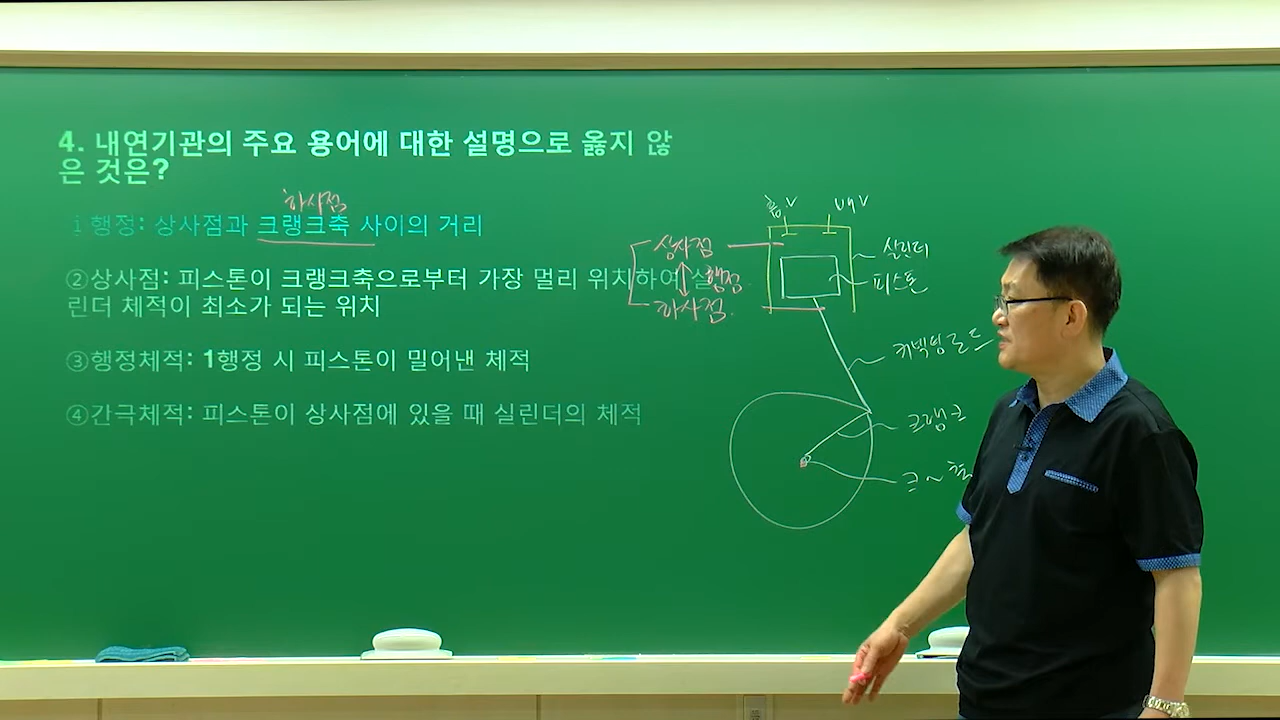 4. 내연기관의 주요 용어에 대한 설명으로 옳지 않
은 것은?
하사점
①행정: 상사점과 크랭크축 사이의 거리
②상사점: 피스톤이 크랭크축으로부터 가장 멀리 위치하여 실
린더 체적이 최소가 되는 위치
③행정체적: 1행정 시 피스톤이 밀어낸 체적
④간극체적: 피스톤이 상사점에 있을 때 실린더의 체적
흡V
배V
상사점
행정
하사점
실린더
피스톤
커넥팅로드
크랭크
크~축